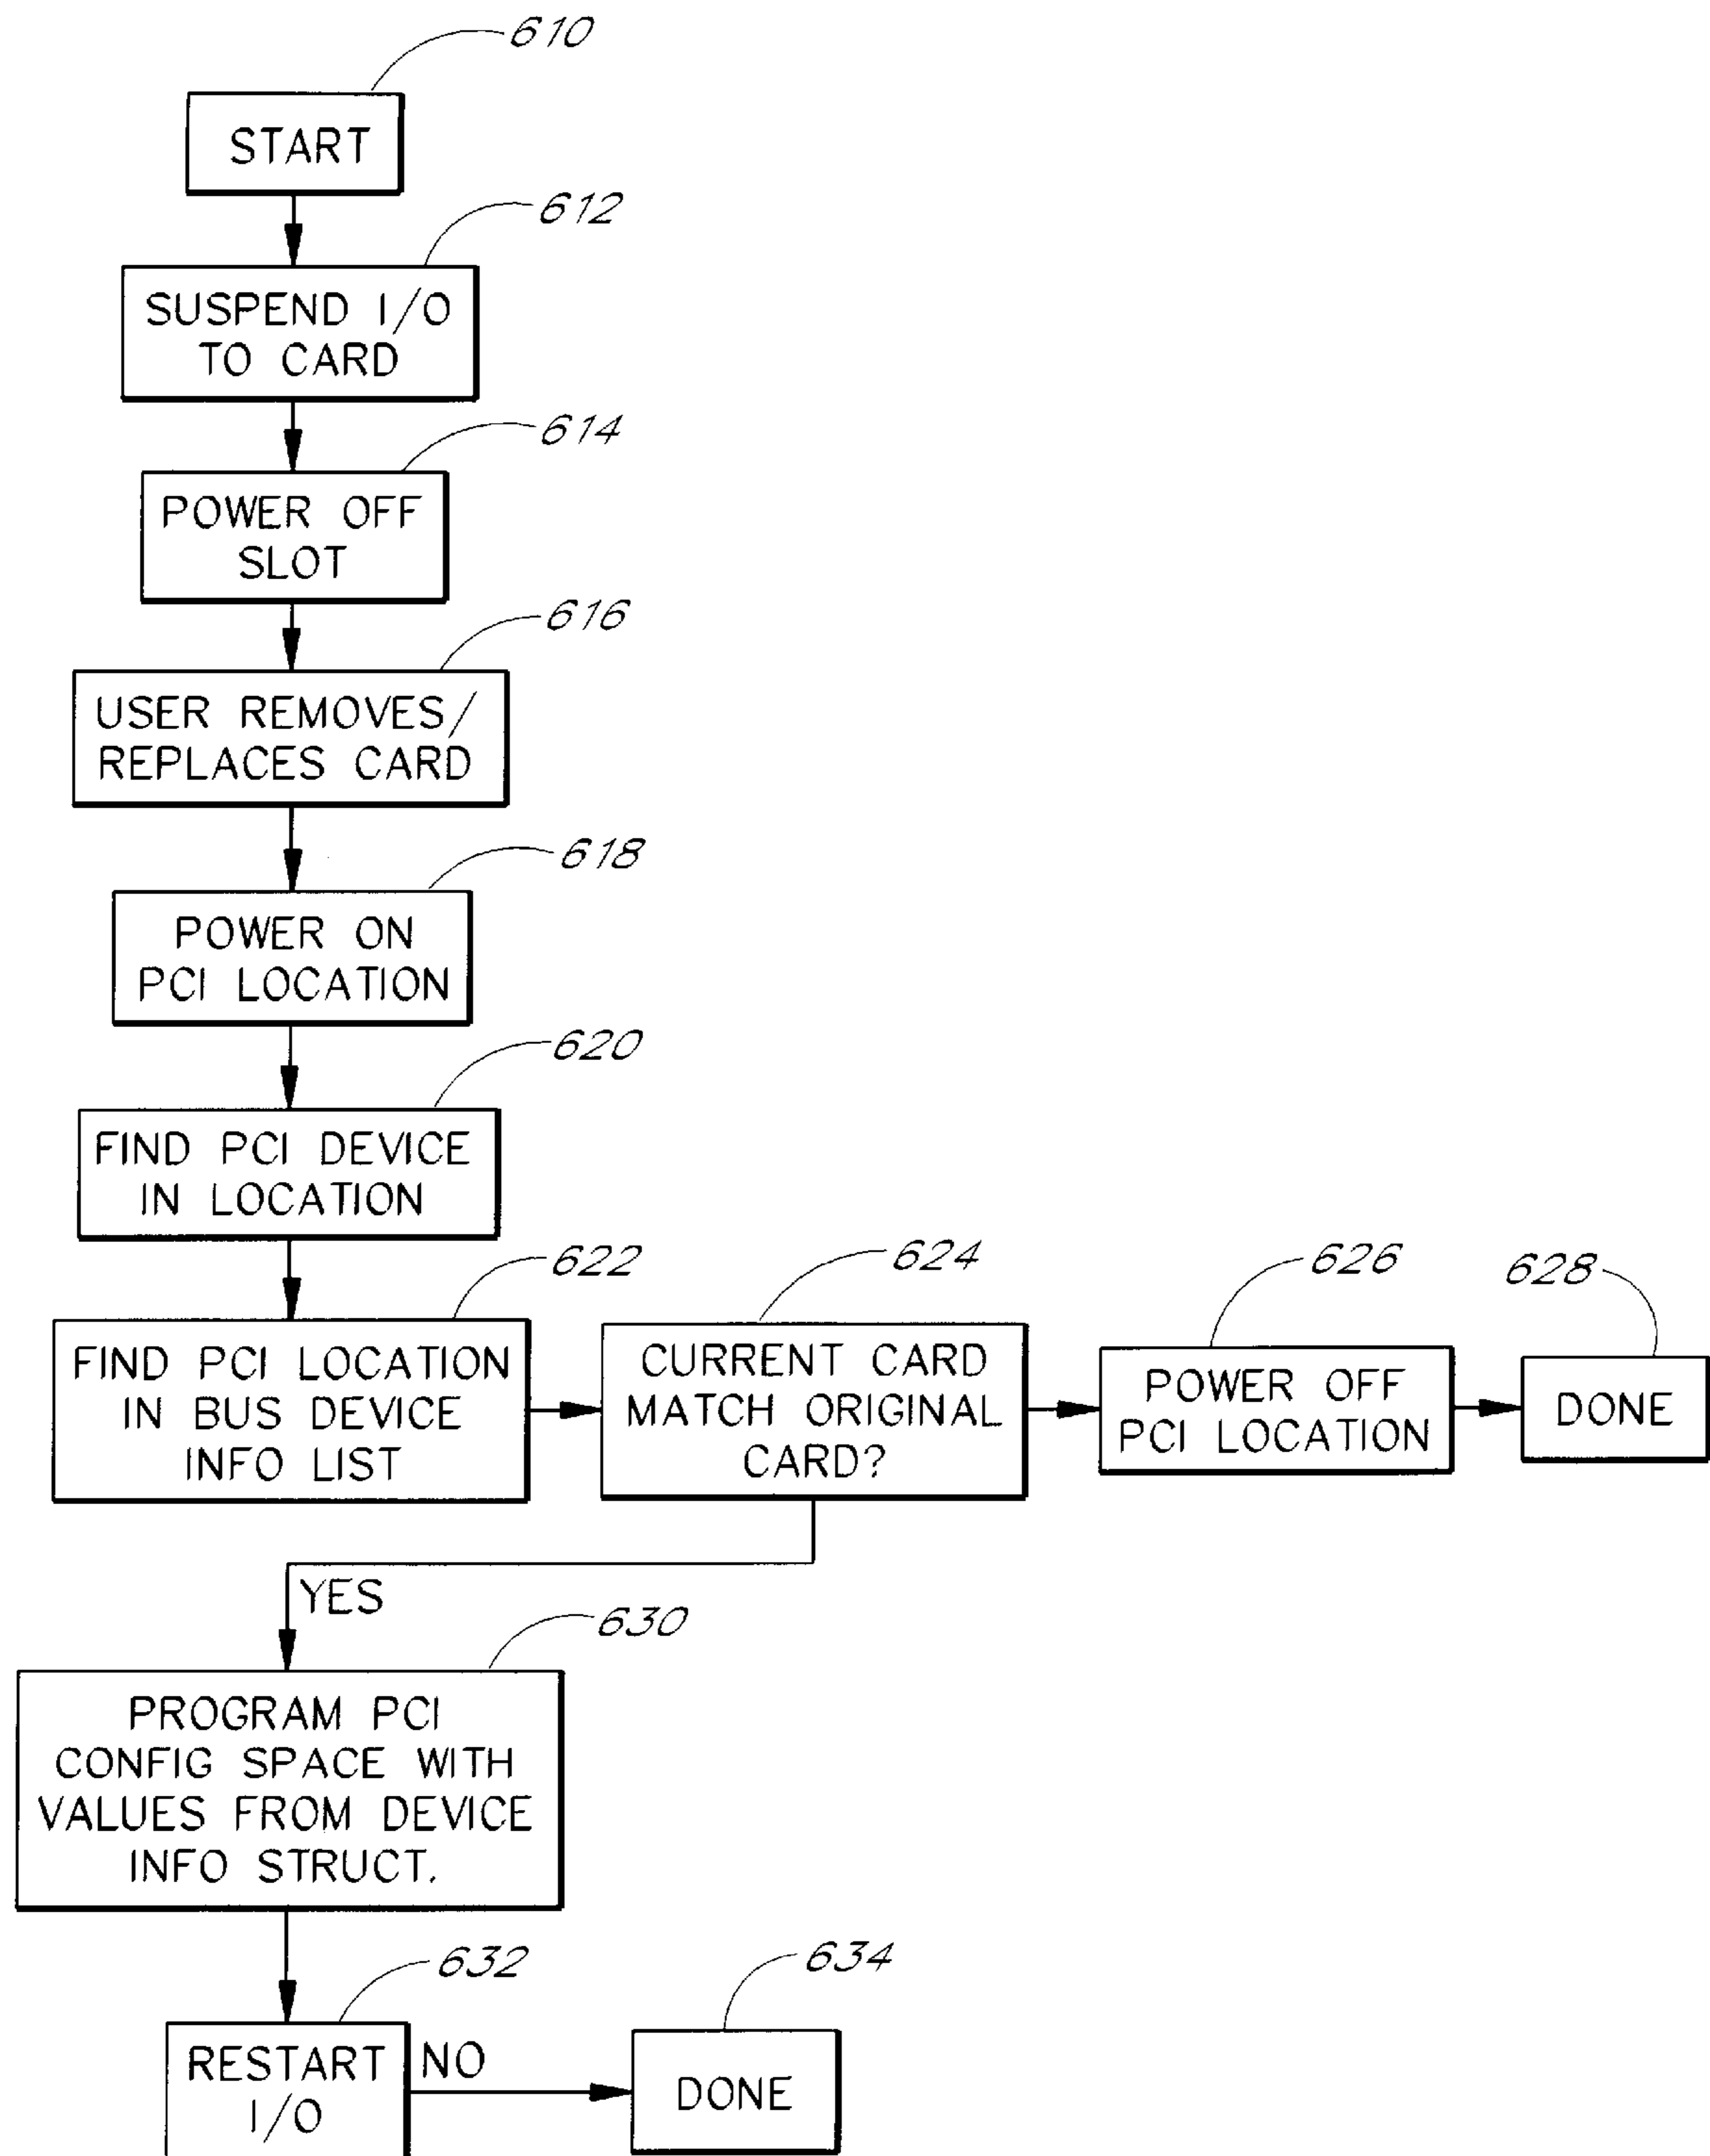 610
START
612
SUSPEND I/O
TO CARD
614
POWER OFF
SLOT
616
USER REMOVES/
REPLACES CARD
618
POWER ON
PCI LOCATION
620
FIND PCI DEVICE
IN LOCATION
622
FIND PCI LOCATION
IN BUS DEVICE
INFO LIST
624
CURRENT CARD
MATCH ORIGINAL
CARD?
626
POWER OFF
PCI LOCATION
628
DONE
YES
630
PROGRAM PCI
CONFIG SPACE WITH
VALUES FROM DEVICE
INFO STRUCT.
632
RESTART
I/O
NO
634
DONE